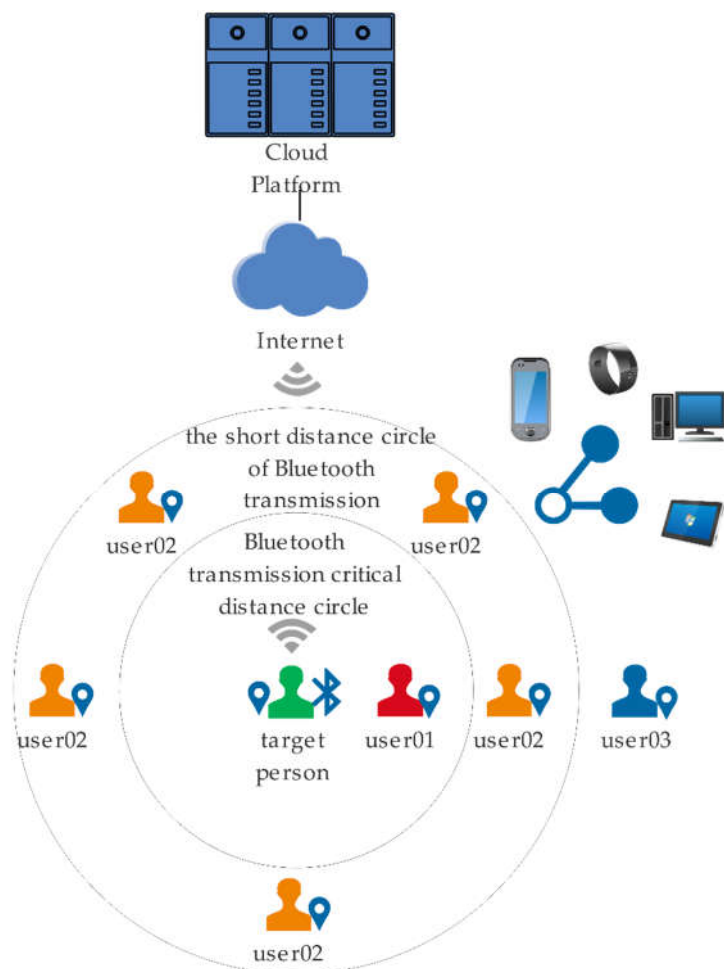 Cloud
Platform
Internet
the short distance circle
of Bluetooth
transmission
user02
user02
Bluetooth
transmission critical
distance circle
user02
target
person
user01
user02
user03
user02